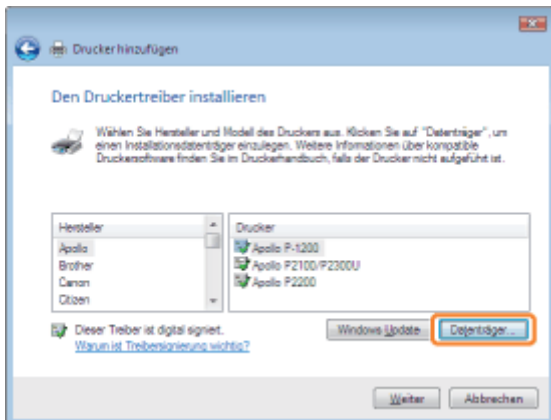 Drucker hinzufügen
Den Druckertreiber installieren
Wählen Sie Hersteller und Modell des Druckers aus. Klicken Sie auf "Datenträger", um
einen Installationsdatenträger einzulegen. Weitere Informationen über kompatible
Druckersoftware finden Sie im Druckerhandbuch, falls der Drucker nicht aufgeführt ist.
Hersteller
Apollo
Brother
Canon
Citizen
Drucker
Apollo P-1200
Apollo P2100/P2300U
Apollo P2200
Dieser Treiber ist digital signiert.
Warum ist Treibersignierung wichtig?
Windows Update
Datenträger...
Weiter
Abbrechen